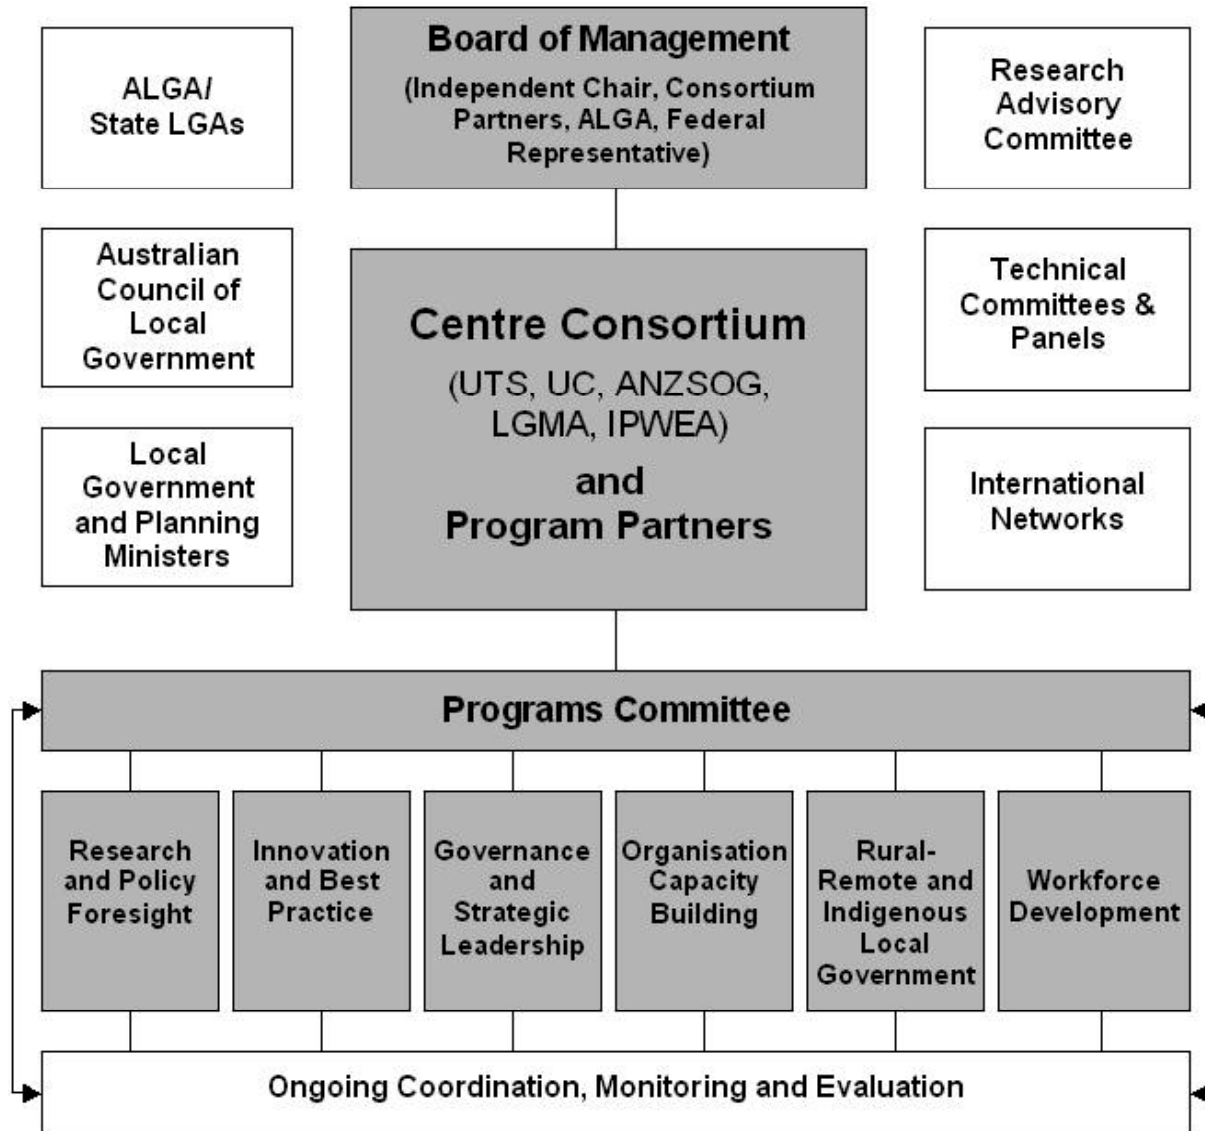 ALGA/
State LGAs
Board of Management
(Independent Chair, Consortium
Partners, ALGA, Federal
Representative)
Research
Advisory
Committee
Australian
Council of
Local
Government
Centre Consortium
(UTS, UC, ANZSOG,
LGMA, IPWEA)
and
Program Partners
Technical
Committees &
Panels
Local
Government
and Planning
Ministers
International
Networks
Programs Committee
Research
and Policy
Foresight
Innovation
and Best
Practice
Governance
and
Strategic
Leadership
Organisation
Capacity
Building
Rural-
Remote and
Indigenous
Local
Government
Workforce
Development
Ongoing Coordination, Monitoring and Evaluation